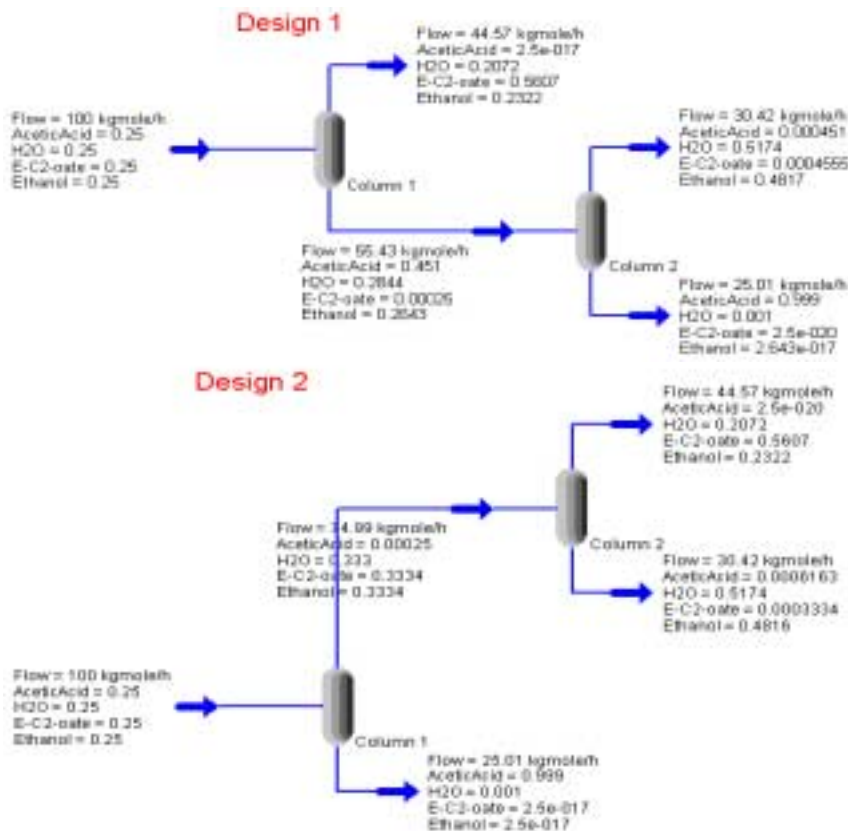 Design 1
Flow = 44.57 kgmole/h
AceticAcid = 2.5e-017
H2O = 0.2072
E-C2-oate = 0.5607
Ethanol = 0.2322
Flow = 100 kgmole/h
AceticAcid = 0.25
H2O = 0.25
E-C2-oate = 0.25
Ethanol = 0.25
Column 1
Flow = 30.42 kgmole/h
AceticAcid = 0.000451
H2O = 0.5174
E-C2-oate = 0.0004555
Ethanol = 0.4817
Flow = 55.43 kgmole/h
AceticAcid = 0.451
H2O = 0.2844
E-C2-oate = 0.00025
Ethanol = 0.2643
Column 2
Flow = 25.01 kgmole/h
AceticAcid = 0.999
H2O = 0.001
E-C2-oate = 2.5e-020
Ethanol = 2.643e-017
Design 2
Flow = 44.57 kgmole/h
AceticAcid = 2.5e-020
H2O = 0.2072
E-C2-oate = 0.5607
Ethanol = 0.2322
Flow = 74.99 kgmole/h
AceticAcid = 0.00025
H2O = 0.333
E-C2-oate = 0.3334
Ethanol = 0.3334
Column 2
Flow = 30.42 kgmole/h
AceticAcid = 0.0006163
H2O = 0.5174
E-C2-oate = 0.0003334
Ethanol = 0.4816
Flow = 100 kgmole/h
AceticAcid = 0.25
H2O = 0.25
E-C2-oate = 0.25
Ethanol = 0.25
Column 1
Flow = 25.01 kgmole/h
AceticAcid = 0.999
H2O = 0.001
E-C2-oate = 2.5e-017
Ethanol = 2.5e-017